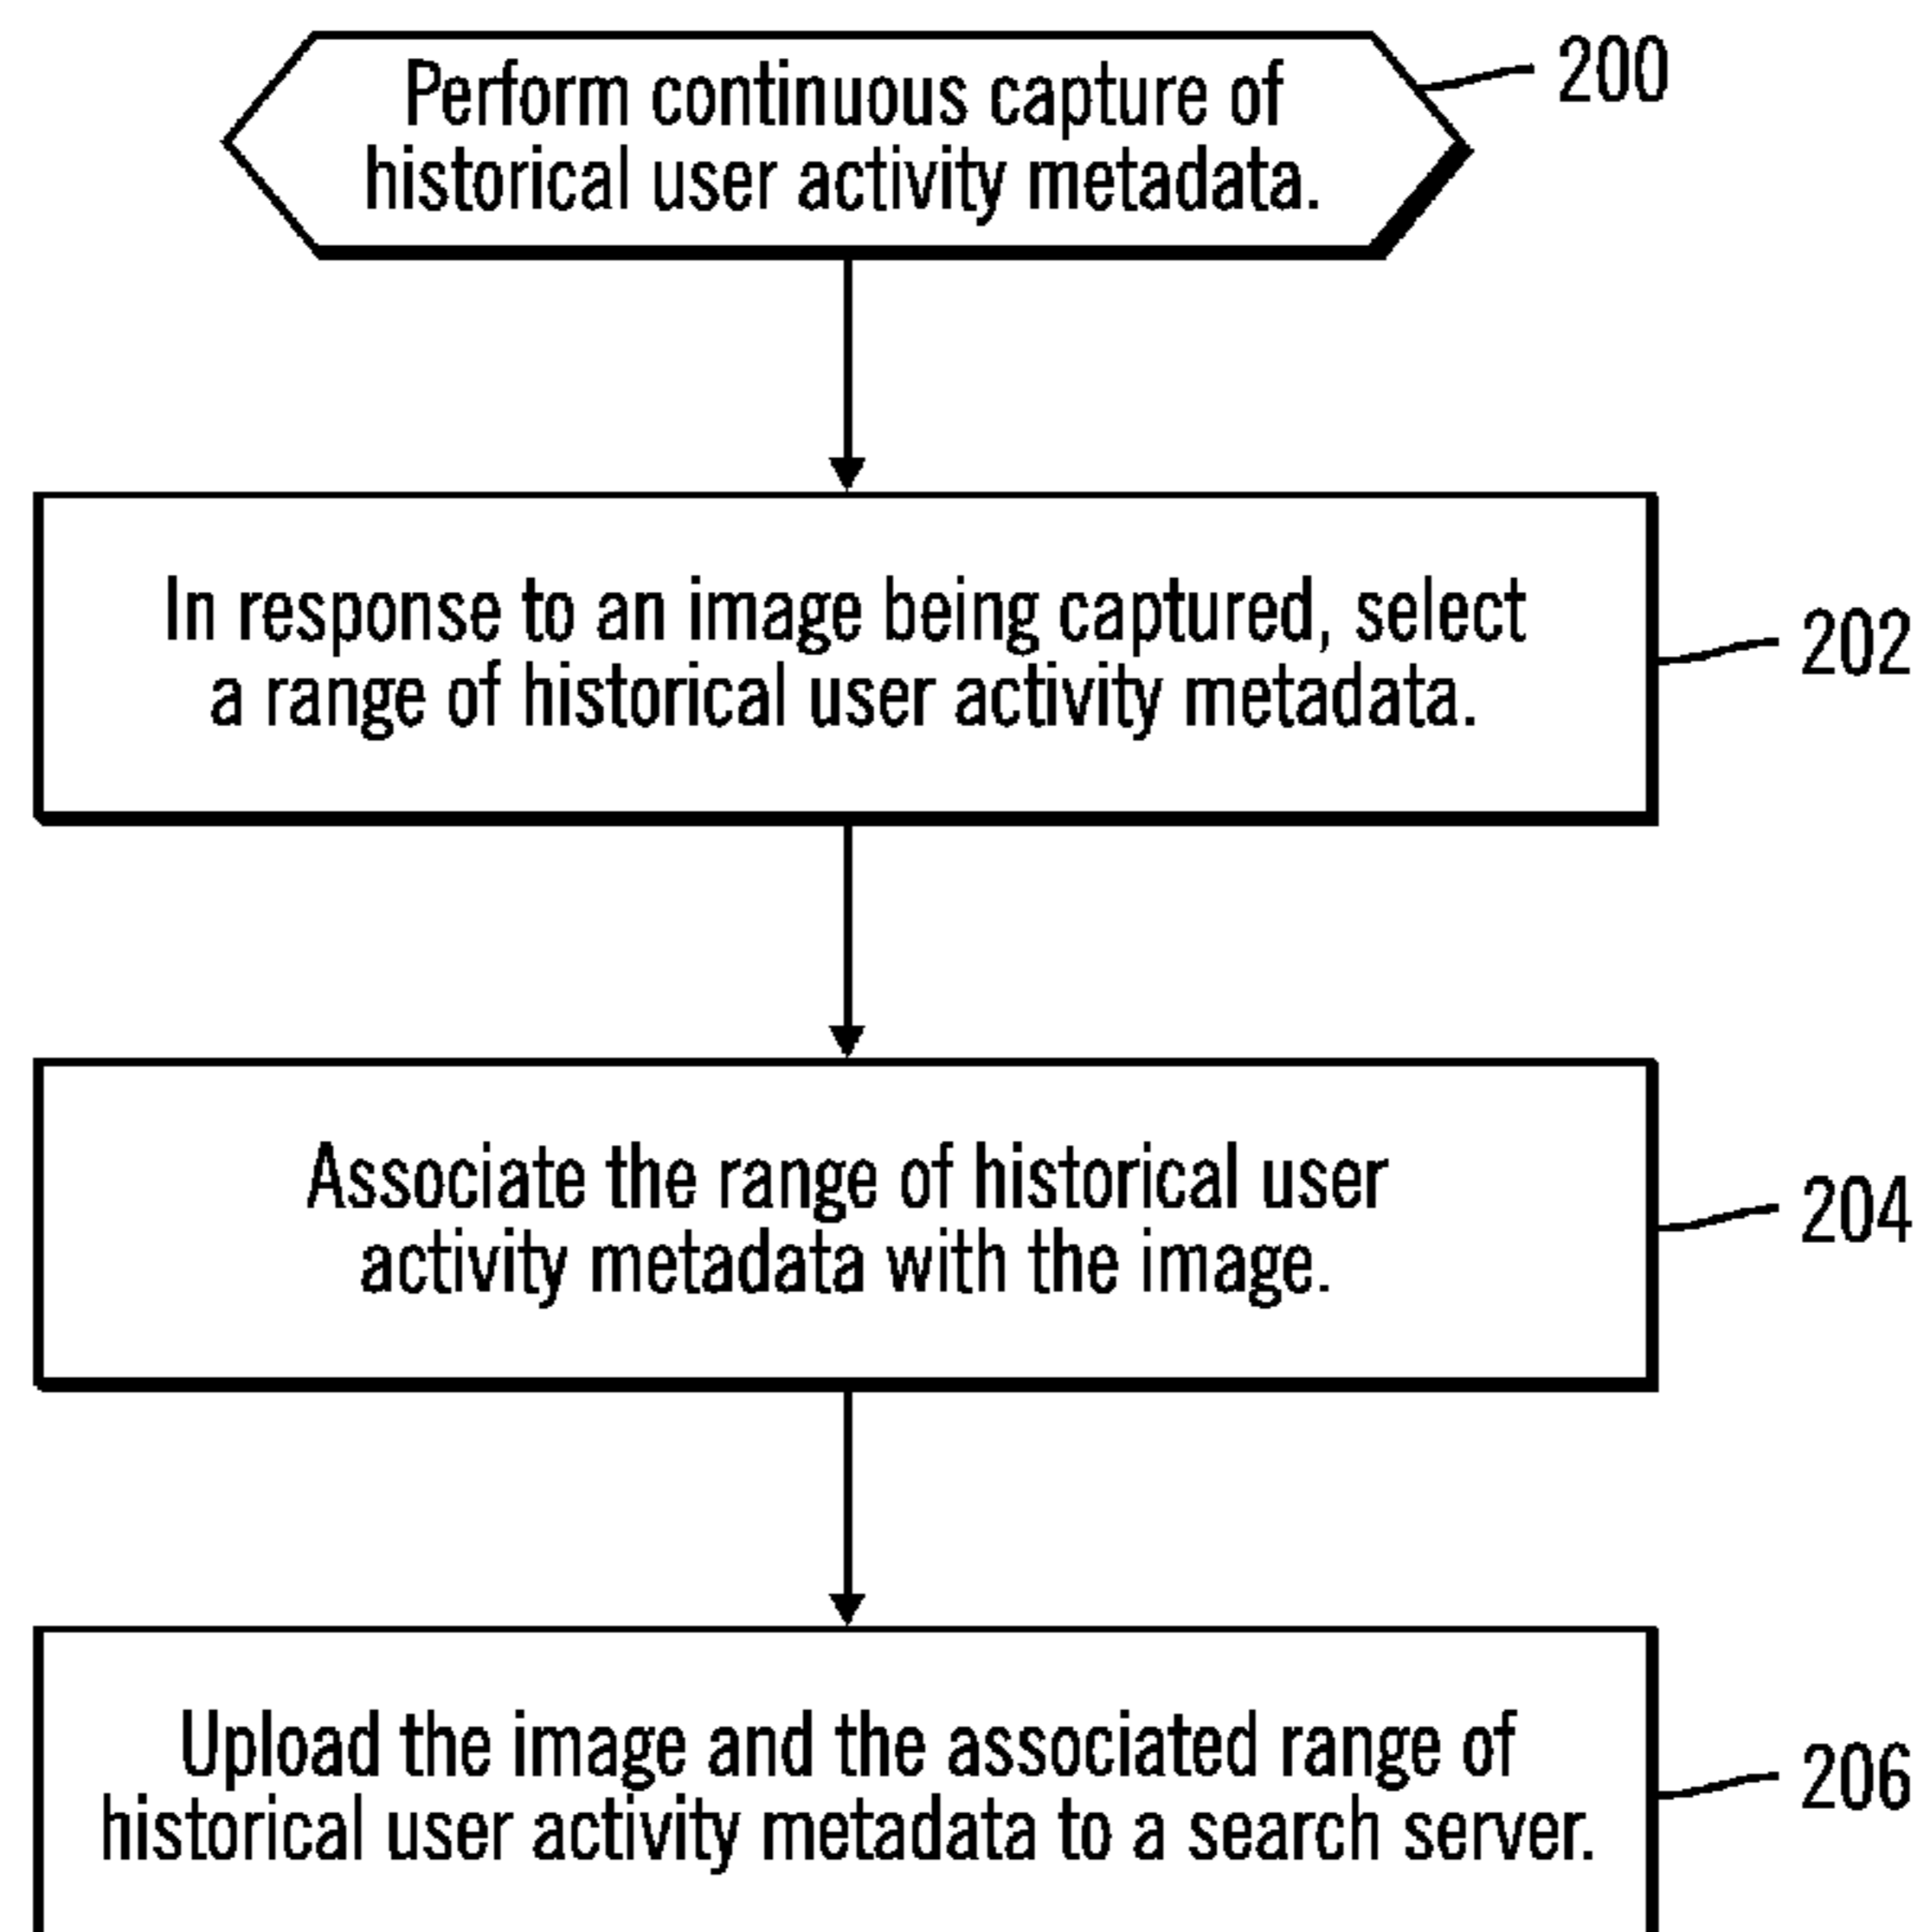 Perform continuous capture of
historical user activity metadata.
200
In response to an image being captured, select
a range of historical user activity metadata.
202
Associate the range of historical user
activity metadata with the image.
204
Upload the image and the associated range of
historical user activity metadata to a search server.
206